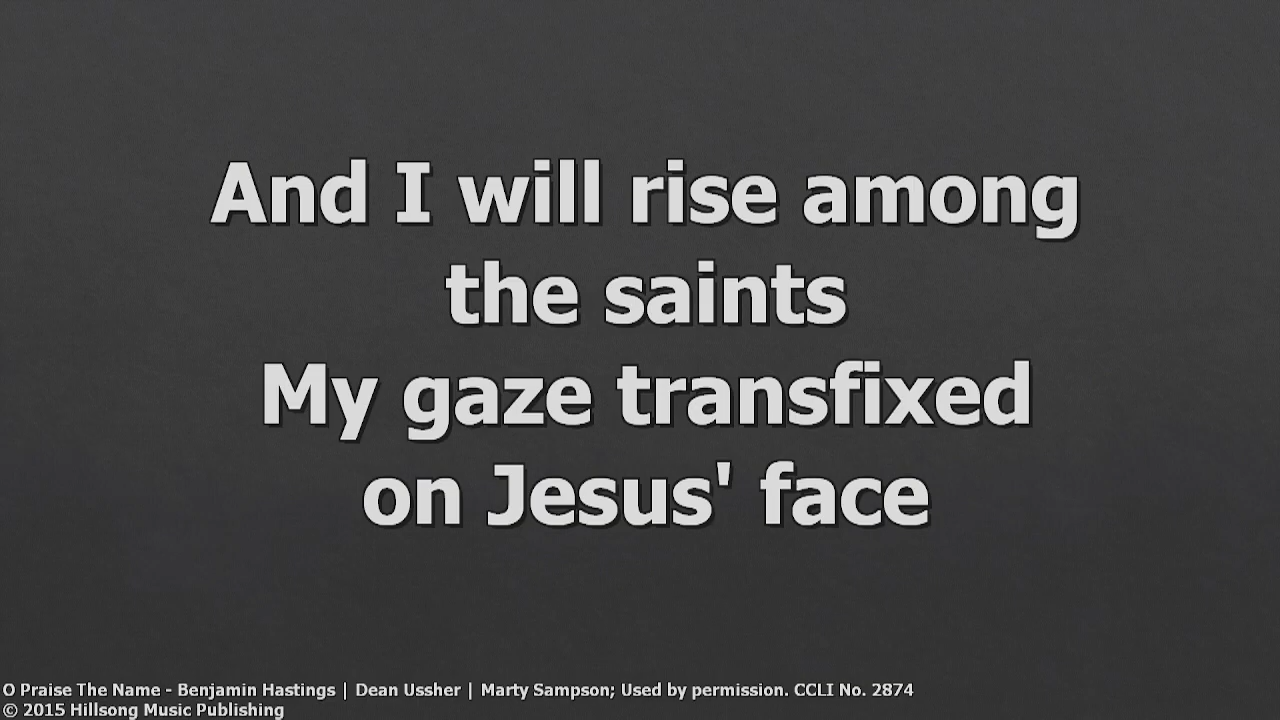 And I will rise among
the saints
My gaze transfixed
on Jesus' face
O Praise The Name - Benjamin Hastings | Dean Ussher | Marty Sampson; Used by permission. CCLI No. 2874
© 2015 Hillsong Music Publishing